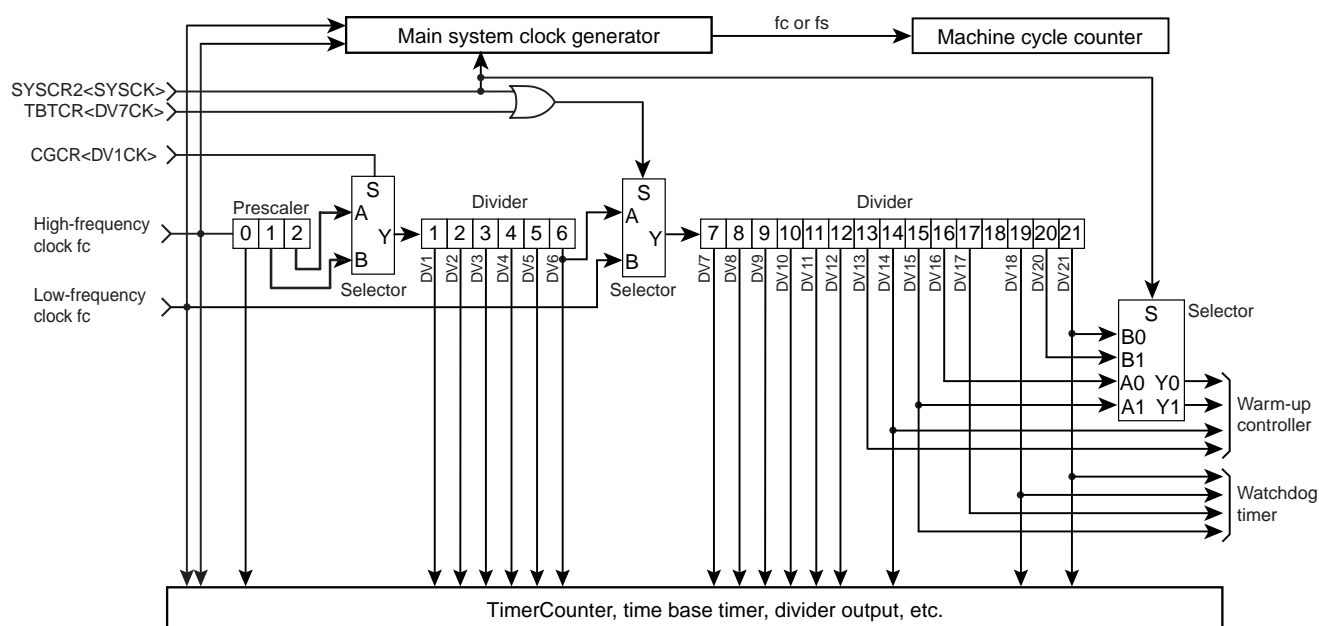 Main system clock generator
fc or fs
Machine cycle counter
SYSCR2<SYSCK>
TBTCR<DV7CK>
CGCR<DV1CK>
High-frequency
clock fc
Low-frequency
clock fc
Prescaler
0 1 2
S
A
B
Y
Selector
Divider
1 2 3 4 5 6
DV1 DV2 DV3 DV4 DV5 DV6
S
A
B
Y
Selector
Divider
7 8 9 10 11 12 13 14 15 16 17 18 19 20 21
DV7 DV8 DV9 DV10 DV11 DV12 DV13 DV14 DV15 DV16 DV17 DV18 DV20 DV21
S
Selector
B0
B1
A0 Y0
A1 Y1
Warm-up
controller
Watchdog
timer
TimerCounter, time base timer, divider output, etc.